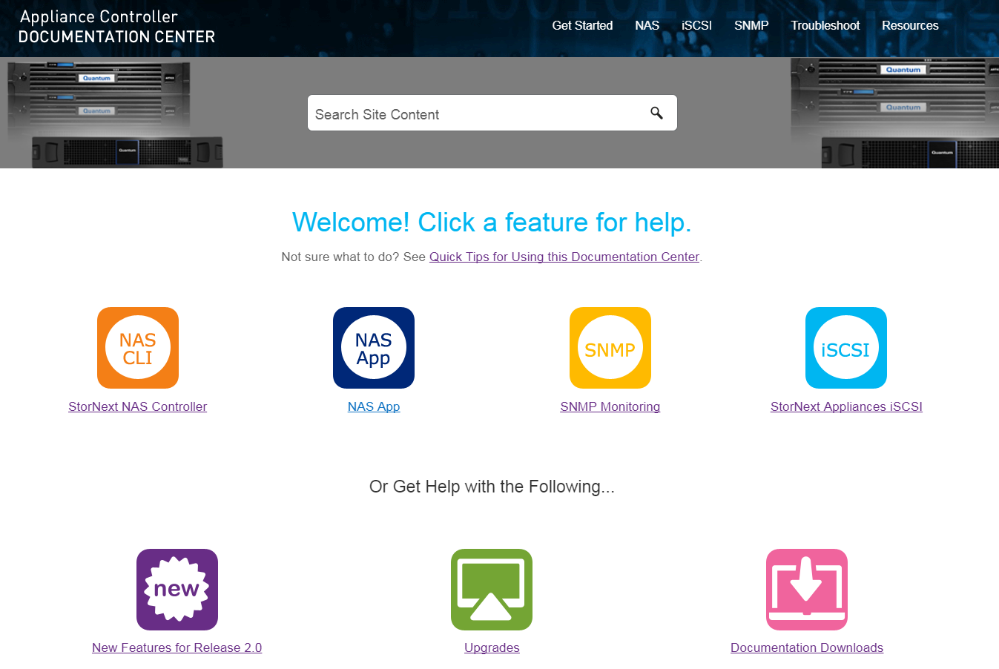 Appliance Controller
DOCUMENTATION CENTER
Get Started NAS iSCSI SNMP Troubleshoot Resources
Quantum
Quantum
Quantum
Quantum
Quantum
Quantum
Search Site Content
Welcome! Click a feature for help.
Not sure what to do? See Quick Tips for Using this Documentation Center.
NAS
CLI
NAS
App
SNMP
iSCSI
StorNext NAS Controller
NAS App
SNMP Monitoring
StorNext Appliances iSCSI
Or Get Help with the Following...
new
New Features for Release 2.0
Upgrades
Documentation Downloads